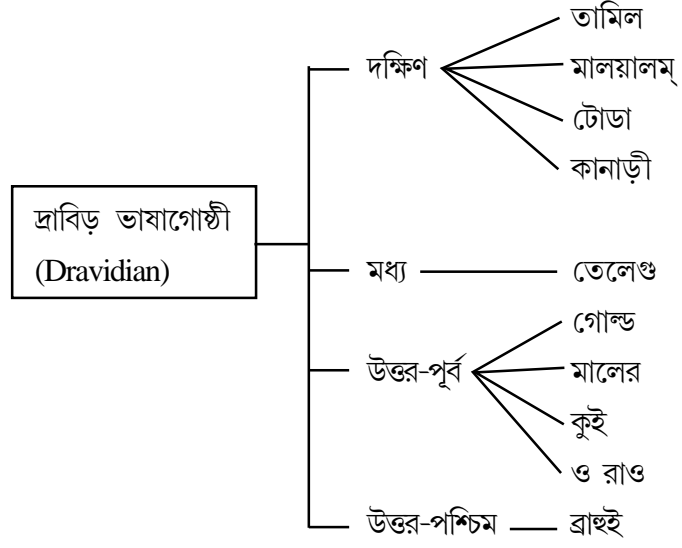 দ্রাবিড় ভাষাগোষ্ঠী
(Dravidian)
দক্ষিণ
তামিল
মালয়ালম্
টোডা
কানাড়ী
মধ্য
তেলেগু
উত্তর-পূর্ব
গোল্ড
মালের
কুই
ও রাও
উত্তর-পশ্চিম
ব্রাহুই